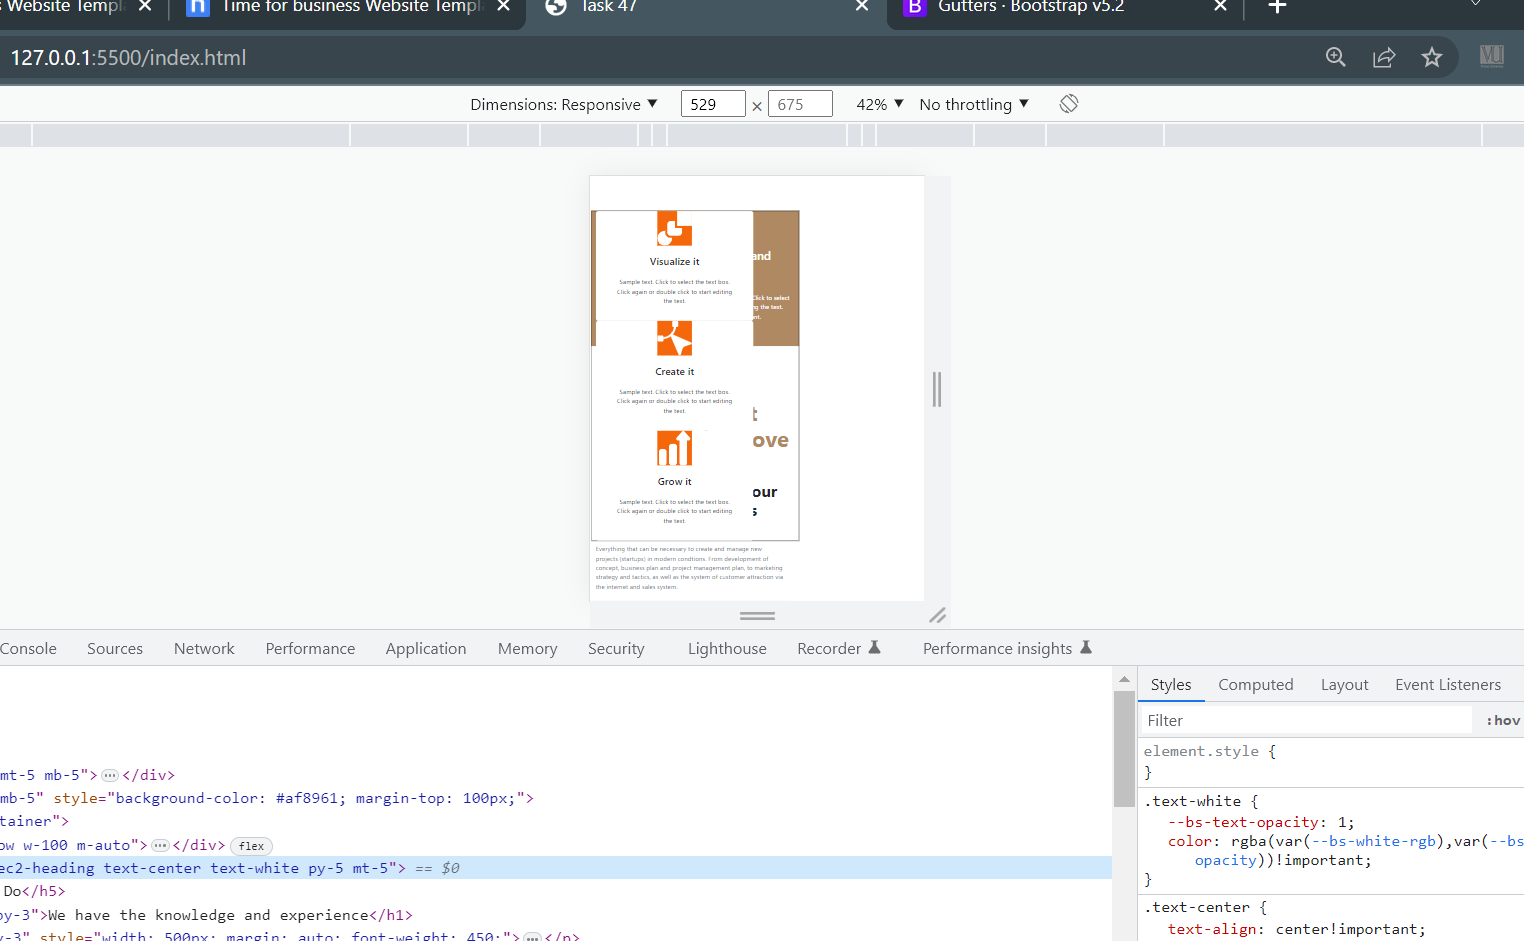 Website Templ
Time for business Website Templ
Task 47
Gutters · Bootstrap v5.2
127.0.0.1:5500/index.html
Dimensions: Responsive ▼ 529 × 675 42% ▼ No throttling ▼
Visualize it
and
Sample text. Click to select the text box.
Click again or double click to start editing
the text.
Click to select
g the text.
nt.
Create it
Sample text. Click to select the text box.
Click again or double click to start editing
the text.
t
ove
Grow it
our
s
Sample text. Click to select the text box.
Click again or double click to start editing
the text.
Everything that can be necessary to create and manage new
projects (startups) in modern condtions. From development of
concept, business plan and project management plan, to marketing
strategy and tactics, as well as the system of customer attraction via
the internet and sales system.
Console Sources Network Performance Application Memory Security Lighthouse Recorder Performance insights
mt-5 mb-5">…</div>
mb-5" style="background-color: #af8961; margin-top: 100px;">
tainer">
ow w-100 m-auto">…</div> flex
ec2-heading text-center text-white py-5 mt-5"> == $0
Do</h5>
py-3">We have the knowledge and experience</h1>
y-3" style="width: 500px; margin: auto; font-weight: 450;">…</p>
Styles Computed Layout Event Listeners
Filter :hov
element.style {
}
.text-white {
--bs-text-opacity: 1;
color: rgba(var(--bs-white-rgb),var(--bs
opacity))!important;
}
.text-center {
text-align: center!important;